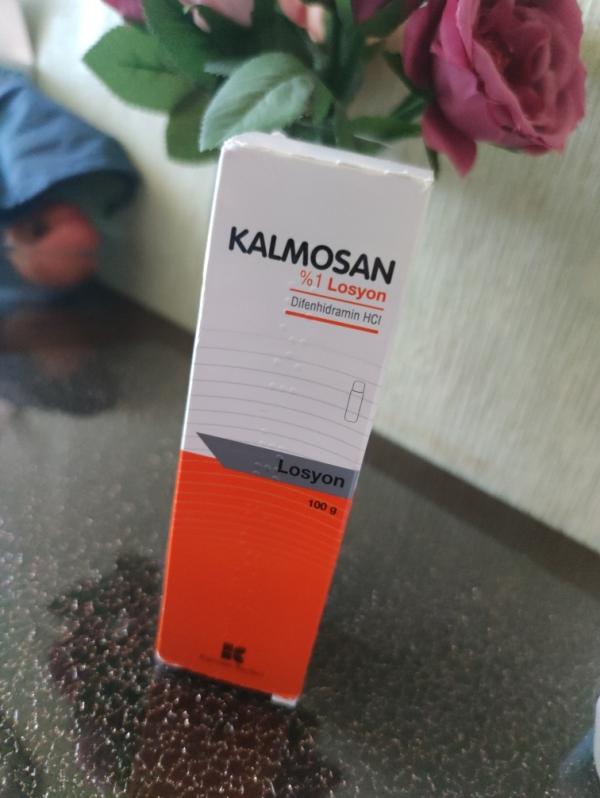 KALMOSAN
%1 Losyon
Difenhidramin HCl
Losyon
100 g